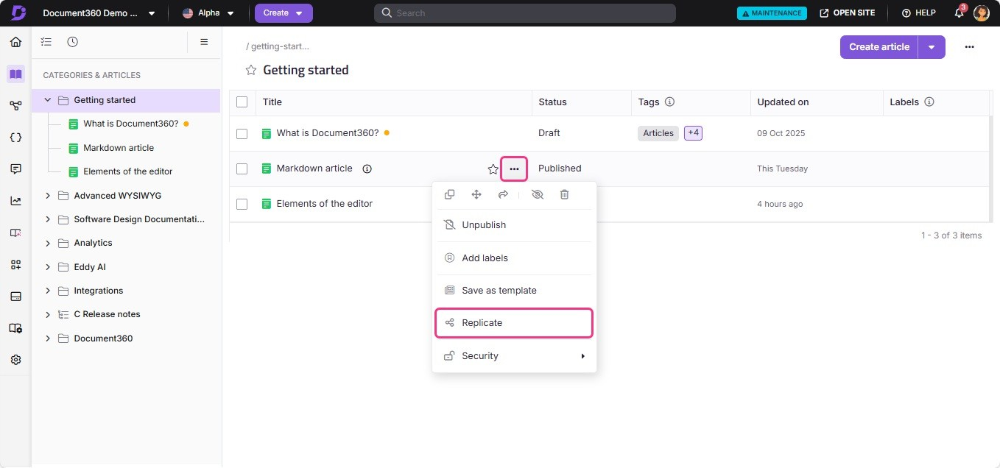 Document360 Demo ...
Alpha
Create
Search
MAINTENANCE
OPEN SITE
HELP
3
CATEGORIES & ARTICLES
Getting started
What is Document360?
Markdown article
Elements of the editor
Advanced WYSIWYG
Software Design Documentati...
Analytics
Eddy AI
Integrations
C Release notes
Document360
/ getting-start...
Create article
Getting started
Title Status Tags Updated on Labels
What is Document360? Draft Articles +4 09 Oct 2025
Markdown article Published This Tuesday
Elements of the editor 4 hours ago
1 - 3 of 3 items
Unpublish
Add labels
Save as template
Replicate
Security